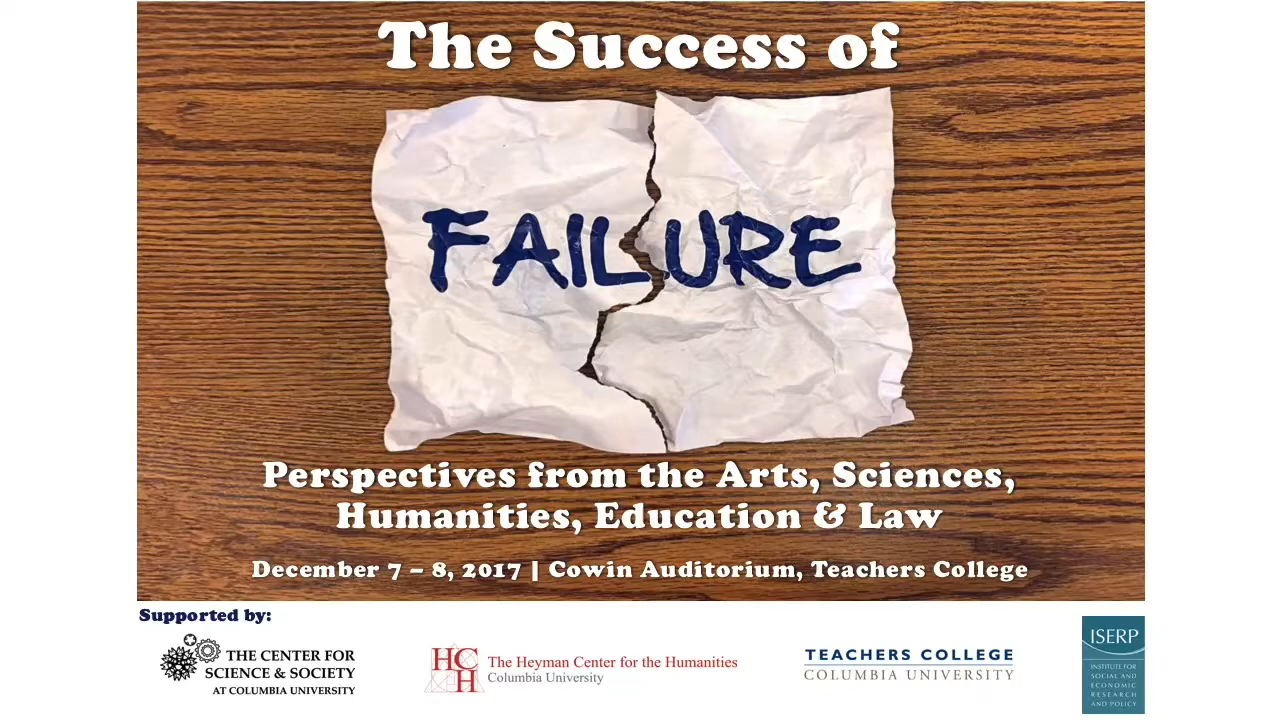 The Success of
FAILURE
Perspectives from the Arts, Sciences,
Humanities, Education & Law
December 7 – 8, 2017 | Cowin Auditorium, Teachers College
Supported by:
THE CENTER FOR
SCIENCE & SOCIETY
AT COLUMBIA UNIVERSITY
HCH
The Heyman Center for the Humanities
Columbia University
TEACHERS COLLEGE
COLUMBIA UNIVERSITY
ISERP
INSTITUTE FOR
SOCIAL AND
ECONOMIC
RESEARCH
AND POLICY